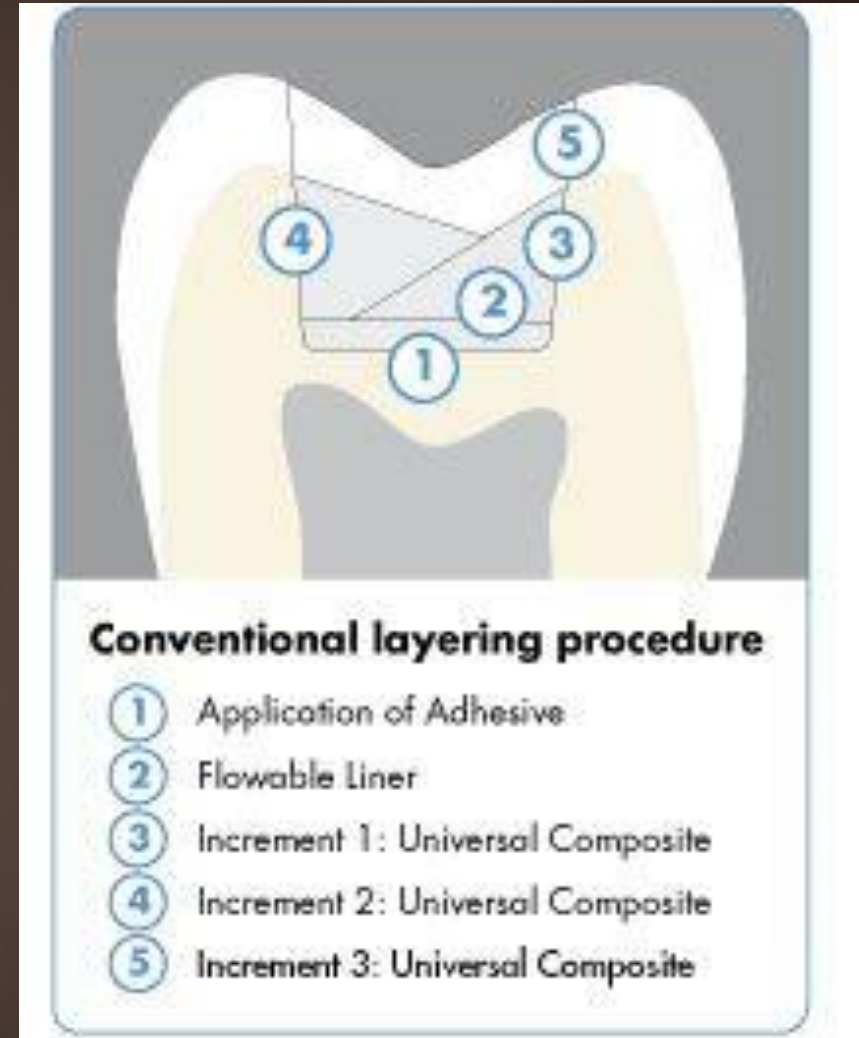 5
4
3
2
1
Conventional layering procedure
1 Application of Adhesive
2 Flowable Liner
3 Increment 1: Universal Composite
4 Increment 2: Universal Composite
5 Increment 3: Universal Composite